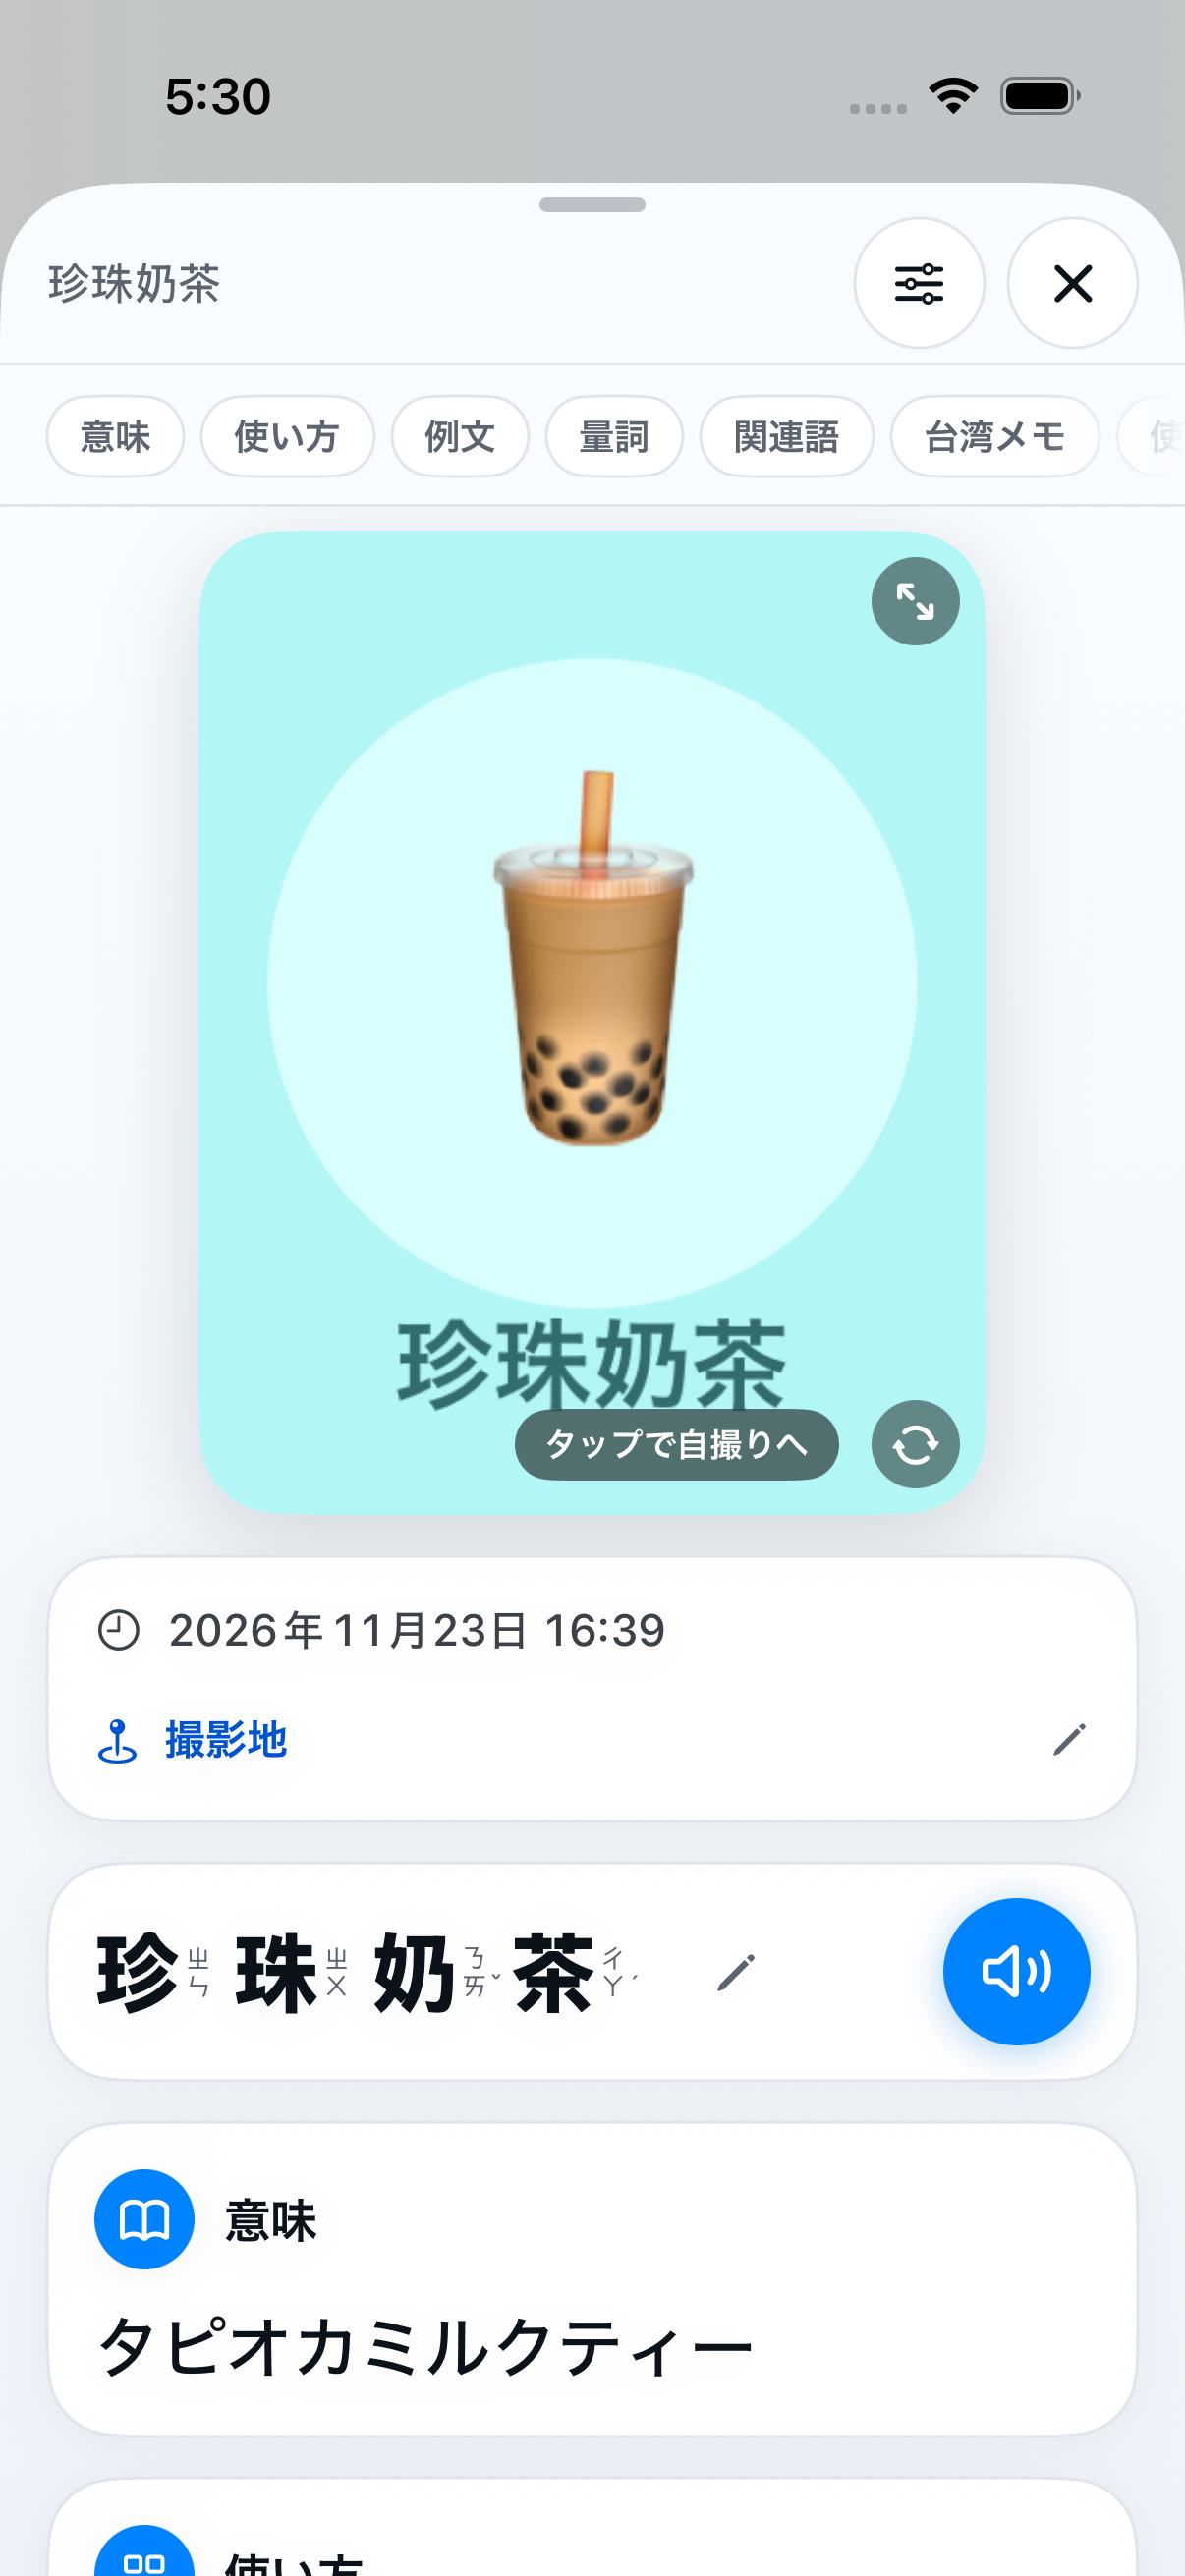 5:30
珍珠奶茶
意味 使い方 例文 量詞 関連語 台湾メモ
珍珠奶茶
タップで自撮りへ
2026年11月23日 16:39
撮影地
珍ㄓㄣ 珠ㄓㄨ 奶ㄋㄞˇ 茶ㄔㄚˊ
意味
タピオカミルクティー
使い方